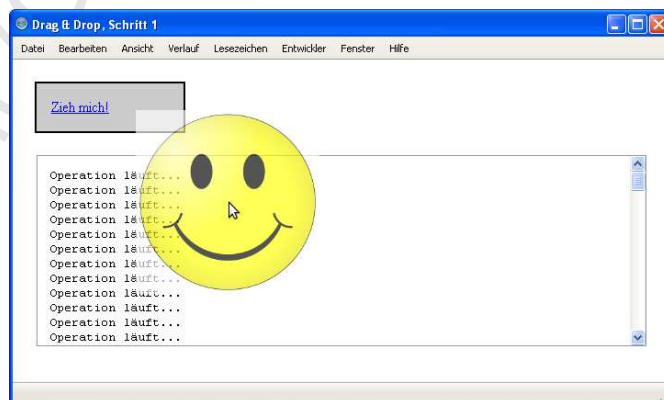 Drag & Drop, Schritt 1
Datei Bearbeiten Ansicht Verlauf Lesezeichen Entwickler Fenster Hilfe
Zieh mich!
Operation läuft...
Operation läuft...
Operation läuft...
Operation läuft...
Operation läuft...
Operation läuft...
Operation läuft...
Operation läuft...
Operation läuft...
Operation läuft...
Operation läuft...
Operation läuft...